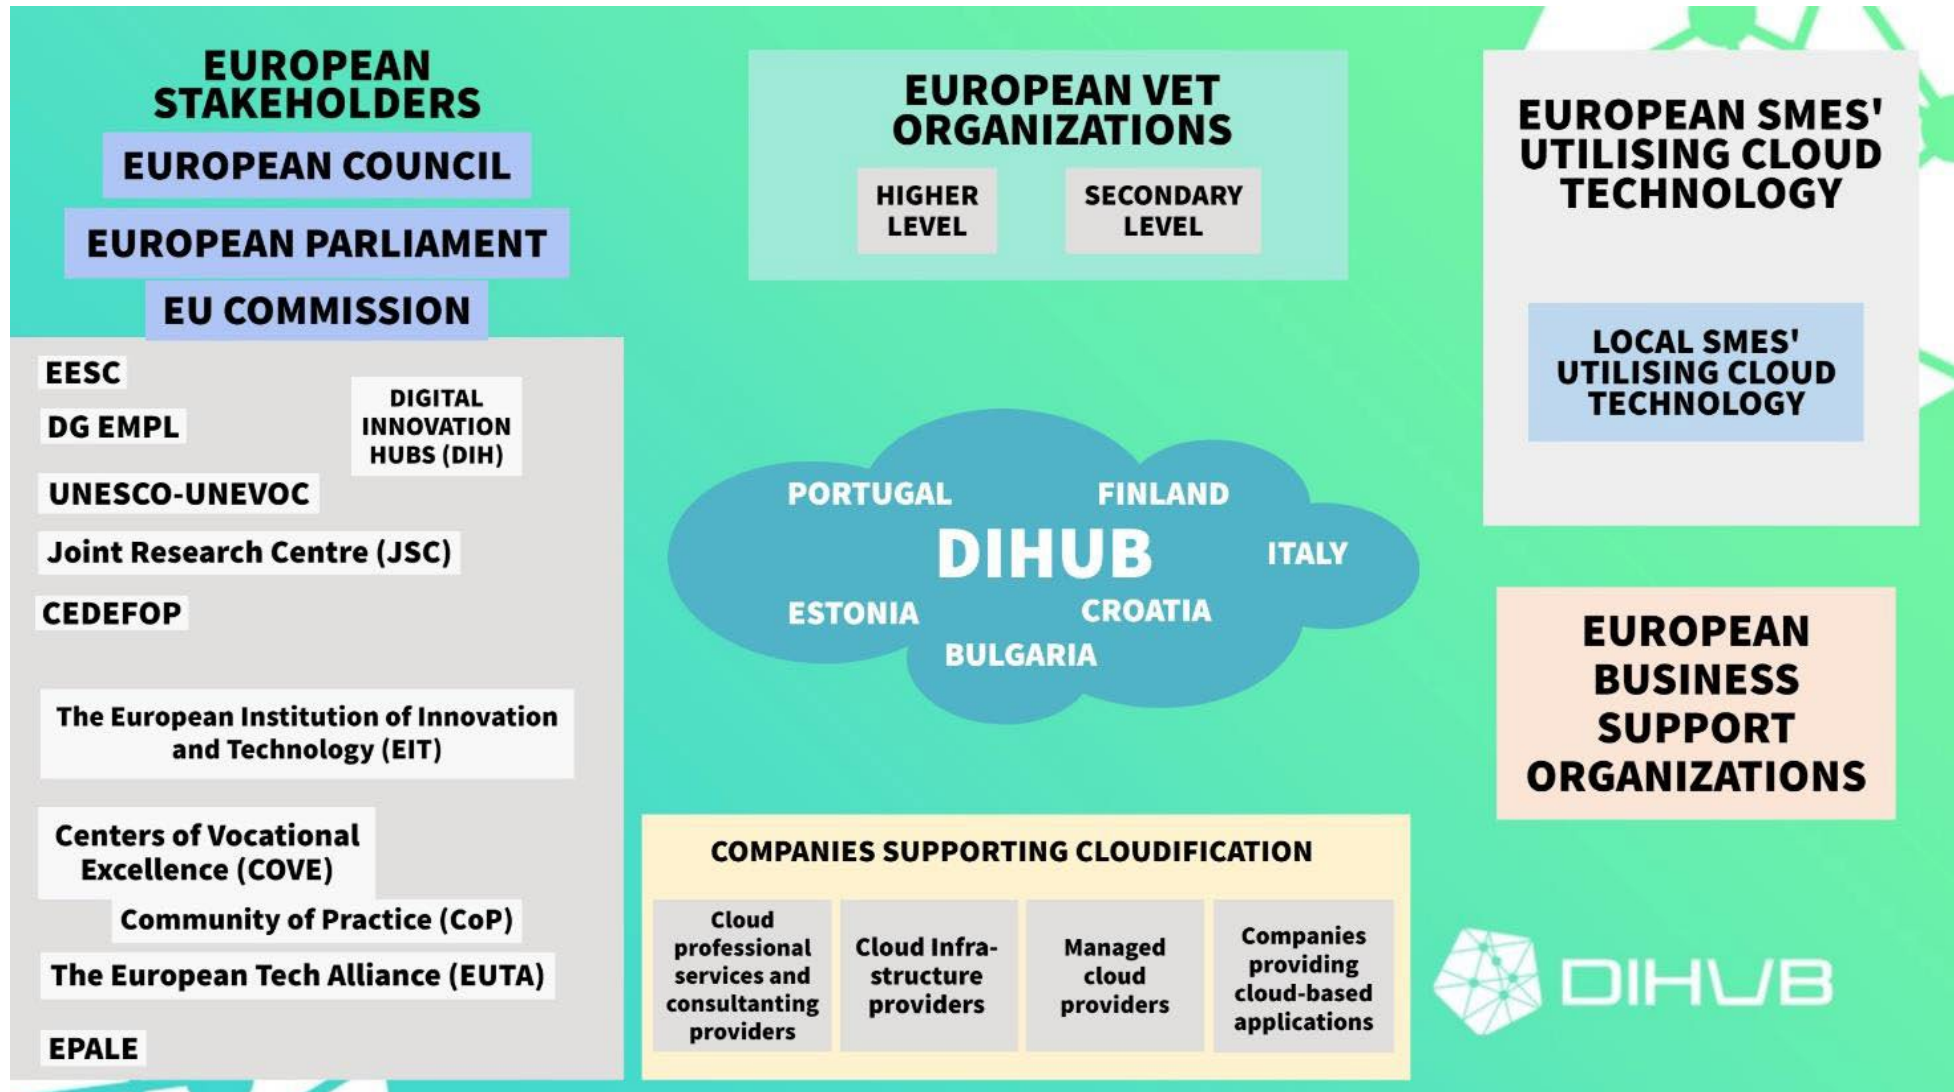 EUROPEAN
STAKEHOLDERS
EUROPEAN COUNCIL
EUROPEAN PARLIAMENT
EU COMMISSION
EESC
DG EMPL
DIGITAL
INNOVATION
HUBS (DIH)
UNESCO-UNEVOC
Joint Research Centre (JSC)
CEDEFOP
The European Institution of Innovation
and Technology (EIT)
Centers of Vocational
Excellence (COVE)
Community of Practice (CoP)
The European Tech Alliance (EUTA)
EPALE
EUROPEAN VET
ORGANIZATIONS
HIGHER
LEVEL
SECONDARY
LEVEL
PORTUGAL
FINLAND
DIHUB
ITALY
ESTONIA
CROATIA
BULGARIA
COMPANIES SUPPORTING CLOUDIFICATION
Cloud
professional
services and
consultanting
providers
Cloud Infra-
structure
providers
Managed
cloud
providers
Companies
providing
cloud-based
applications
EUROPEAN SMES'
UTILISING CLOUD
TECHNOLOGY
LOCAL SMES'
UTILISING CLOUD
TECHNOLOGY
EUROPEAN
BUSINESS
SUPPORT
ORGANIZATIONS
DIHUB